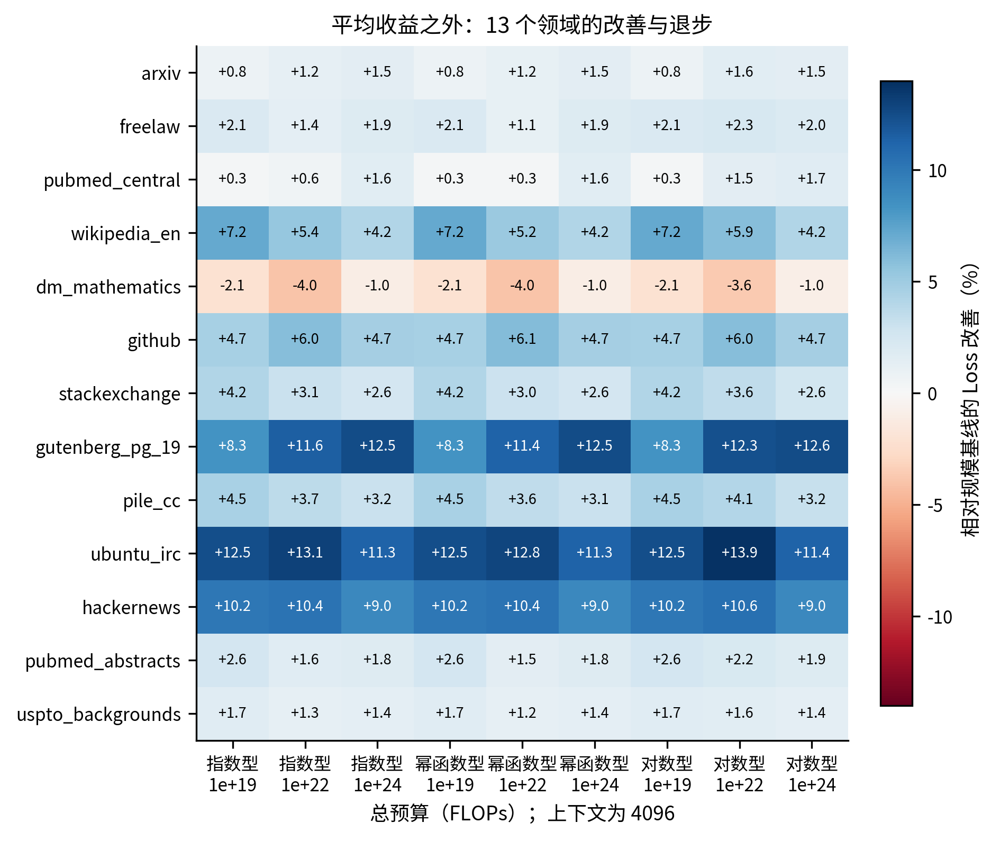 平均收益之外：13 个领域的改善与退步
arxiv +0.8 +1.2 +1.5 +0.8 +1.2 +1.5 +0.8 +1.6 +1.5
freelaw +2.1 +1.4 +1.9 +2.1 +1.1 +1.9 +2.1 +2.3 +2.0
pubmed_central +0.3 +0.6 +1.6 +0.3 +0.3 +1.6 +0.3 +1.5 +1.7
wikipedia_en +7.2 +5.4 +4.2 +7.2 +5.2 +4.2 +7.2 +5.9 +4.2
dm_mathematics -2.1 -4.0 -1.0 -2.1 -4.0 -1.0 -2.1 -3.6 -1.0
github +4.7 +6.0 +4.7 +4.7 +6.1 +4.7 +4.7 +6.0 +4.7
stackexchange +4.2 +3.1 +2.6 +4.2 +3.0 +2.6 +4.2 +3.6 +2.6
gutenberg_pg_19 +8.3 +11.6 +12.5 +8.3 +11.4 +12.5 +8.3 +12.3 +12.6
pile_cc +4.5 +3.7 +3.2 +4.5 +3.6 +3.1 +4.5 +4.1 +3.2
ubuntu_irc +12.5 +13.1 +11.3 +12.5 +12.8 +11.3 +12.5 +13.9 +11.4
hackernews +10.2 +10.4 +9.0 +10.2 +10.4 +9.0 +10.2 +10.6 +9.0
pubmed_abstracts +2.6 +1.6 +1.8 +2.6 +1.5 +1.8 +2.6 +2.2 +1.9
uspto_backgrounds +1.7 +1.3 +1.4 +1.7 +1.2 +1.4 +1.7 +1.6 +1.4
指数型 指数型 指数型 幂函数型 幂函数型 幂函数型 对数型 对数型 对数型
1e+19 1e+22 1e+24 1e+19 1e+22 1e+24 1e+19 1e+22 1e+24
总预算（FLOPs）；上下文为 4096
10
5
0
-5
-10
相对规模基线的 Loss 改善（%）